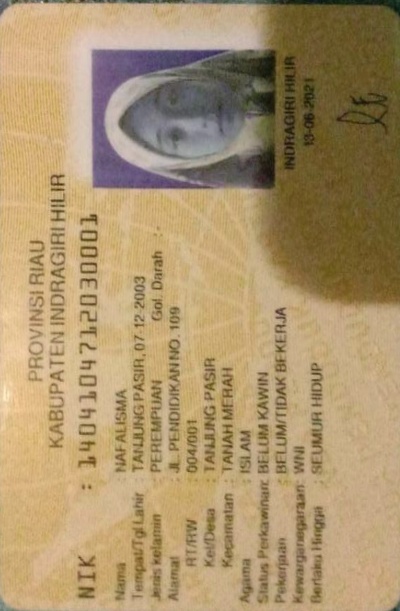 PROVINSI RIAU
KABUPATEN INDRAGIRI HILIR
NIK : 1404104712030001
Nama : NAFALISMA
Tempat/Tgl Lahir : TANJUNG PASIR, 07-12-2003
Jenis kelamin : PEREMPUAN Gol. Darah : -
Alamat : JL. PENDIDIKAN NO. 109
RT/RW : 004/001
Kel/Desa : TANJUNG PASIR
Kecamatan : TANAH MERAH
Agama : ISLAM
Status Perkawinan: BELUM KAWIN
Pekerjaan : BELUM/TIDAK BEKERJA
Kewarganegaraan: WNI
Berlaku Hingga : SEUMUR HIDUP
INDRAGIRI HILIR
13-06-2021